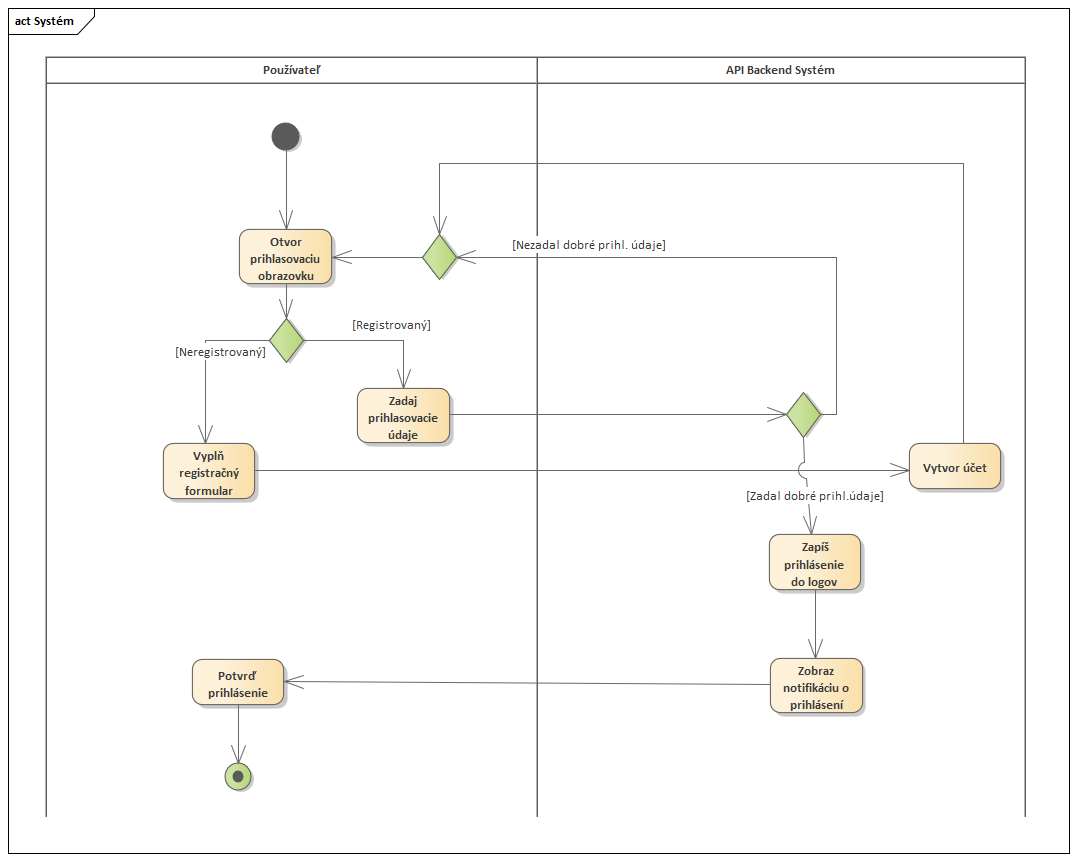 act Systém
Používateľ
API Backend Systém
[Nezadal dobré prihl. údaje]
Otvor
prihlasovaciu
obrazovku
[Registrovaný]
[Neregistrovaný]
Zadaj
prihlasovacie
údaje
Vyplň
registračný
formular
Vytvor účet
[Zadal dobré prihl.údaje]
Zapíš
prihlásenie
do logov
Potvrď
prihlásenie
Zobraz
notifikáciu o
prihlásení